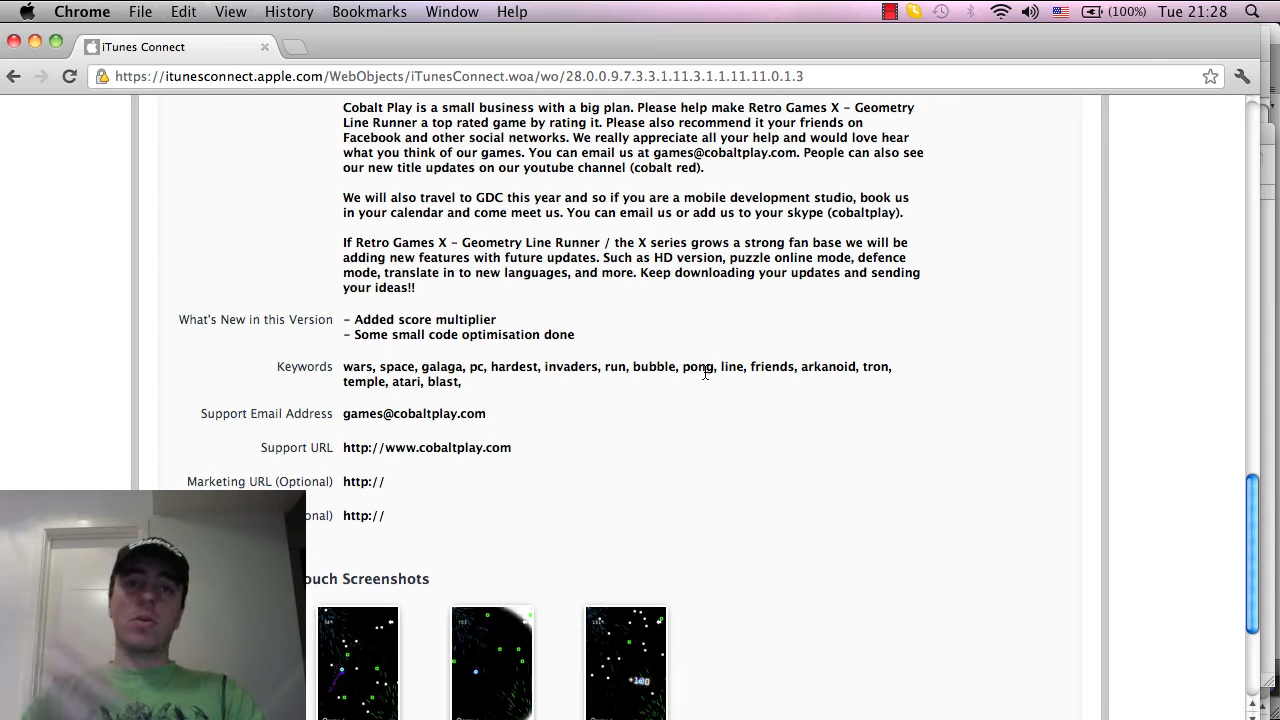 Chrome File Edit View History Bookmarks Window Help (100%) Tue 21:28
iTunes Connect
https://itunesconnect.apple.com/WebObjects/iTunesConnect.woa/wo/28.0.0.9.7.3.3.1.11.3.1.1.11.11.0.1.3
Cobalt Play is a small business with a big plan. Please help make Retro Games X - Geometry
Line Runner a top rated game by rating it. Please also recommend it your friends on
Facebook and other social networks. We really appreciate all your help and would love hear
what you think of our games. You can email us at games@cobaltplay.com. People can also see
our new title updates on our youtube channel (cobalt red).
We will also travel to GDC this year and so if you are a mobile development studio, book us
in your calendar and come meet us. You can email us or add us to your skype (cobaltplay).
If Retro Games X - Geometry Line Runner / the X series grows a strong fan base we will be
adding new features with future updates. Such as HD version, puzzle online mode, defence
mode, translate in to new languages, and more. Keep downloading your updates and sending
your ideas!!
What's New in this Version - Added score multiplier
- Some small code optimisation done
Keywords wars, space, galaga, pc, hardest, invaders, run, bubble, pong, line, friends, arkanoid, tron,
temple, atari, blast,
Support Email Address games@cobaltplay.com
Support URL http://www.cobaltplay.com
Marketing URL (Optional) http://
onal) http://
ouch Screenshots